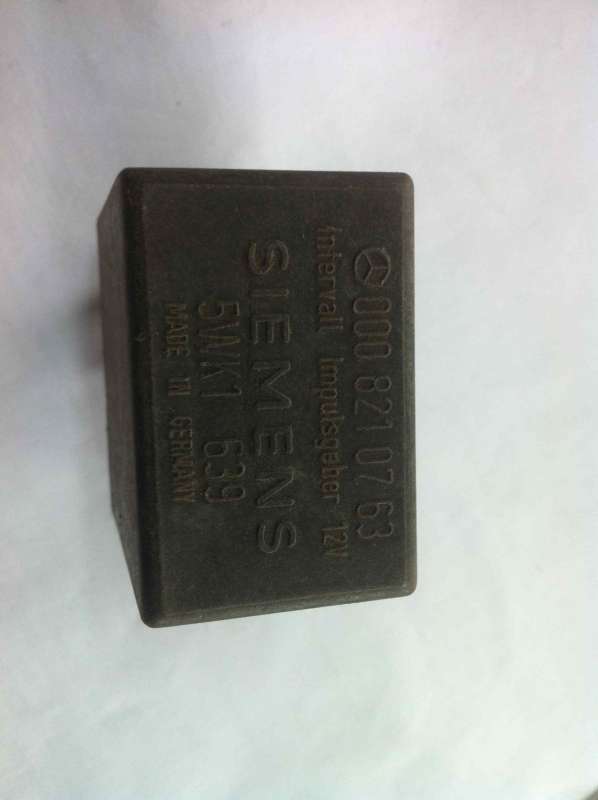 000 821 07 63
Intervall Impulsgeber 12V
SIEMENS
5WK1 639
MADE IN GERMANY